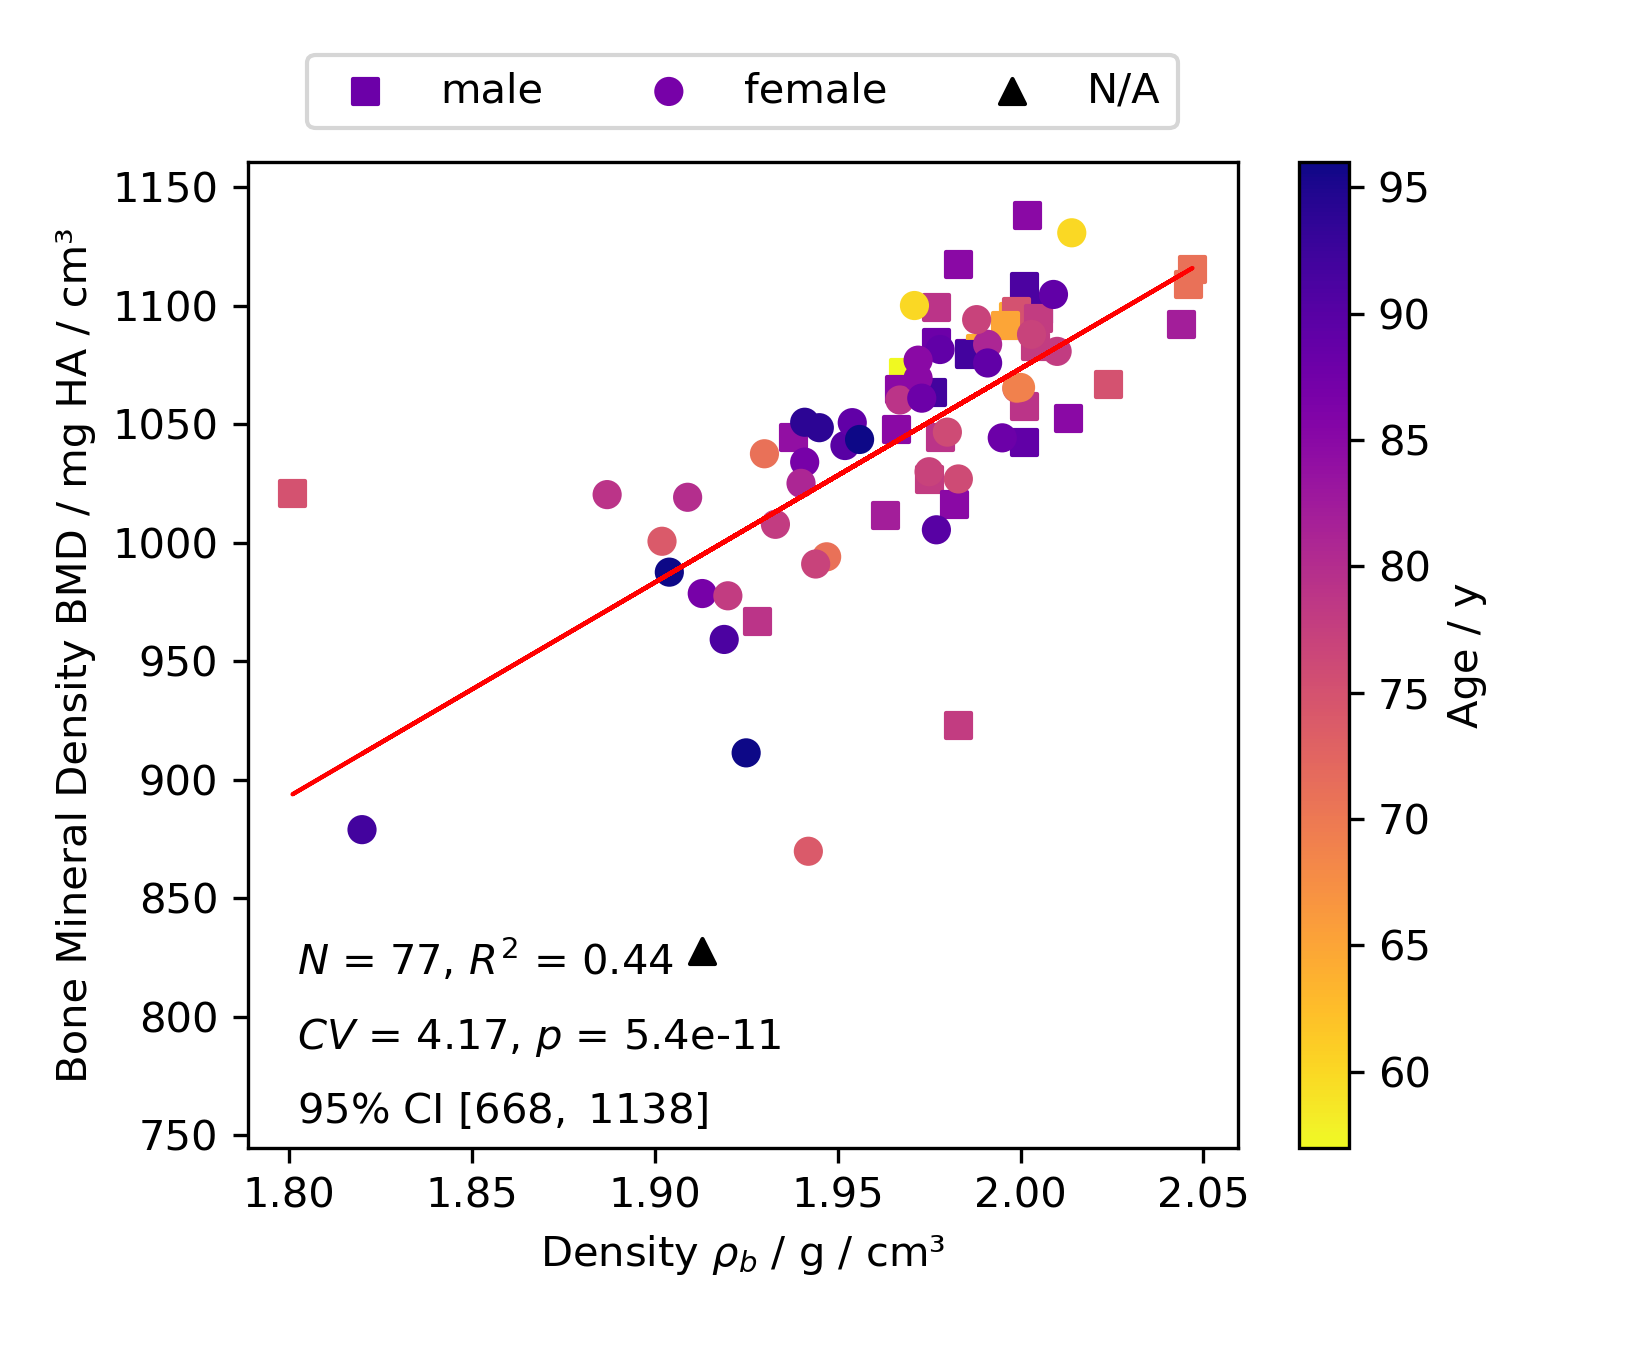 male female N/A
1150
1100
1050
1000
950
900
850
800
750
Bone Mineral Density BMD / mg HA / cm³
N = 77, R² = 0.44
CV = 4.17, p = 5.4e-11
95% CI [668, 1138]
1.80 1.85 1.90 1.95 2.00 2.05
Density ρb / g / cm³
95
90
85
80
75
70
65
60
Age / y